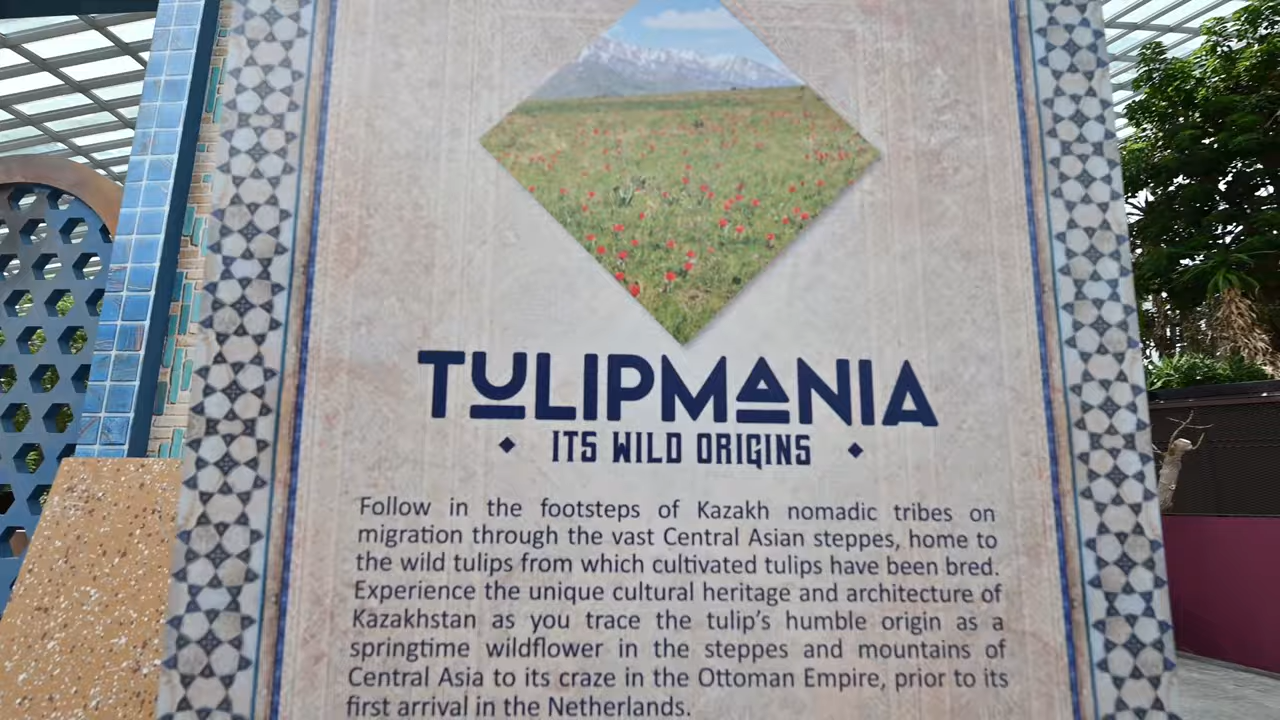 TULIPMANIA
ITS WILD ORIGINS
Follow in the footsteps of Kazakh nomadic tribes on
migration through the vast Central Asian steppes, home to
the wild tulips from which cultivated tulips have been bred.
Experience the unique cultural heritage and architecture of
Kazakhstan as you trace the tulip's humble origin as a
springtime wildflower in the steppes and mountains of
Central Asia to its craze in the Ottoman Empire, prior to its
first arrival in the Netherlands.